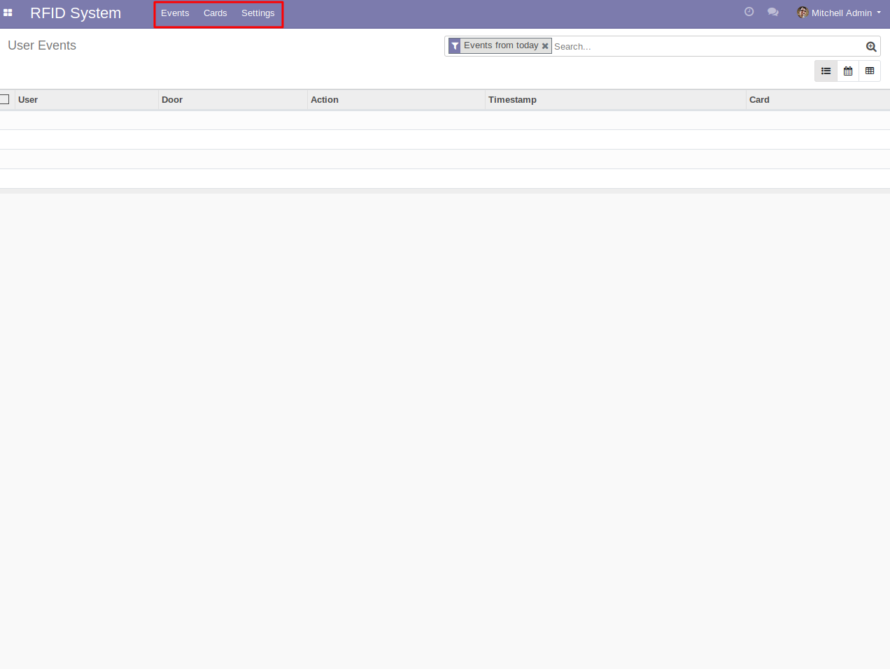 RFID System Events Cards Settings Mitchell Admin
User Events Events from today Search...
User Door Action Timestamp Card